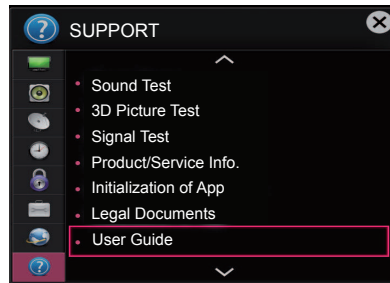 SUPPORT
Sound Test
3D Picture Test
Signal Test
Product/Service Info.
Initialization of App
Legal Documents
User Guide